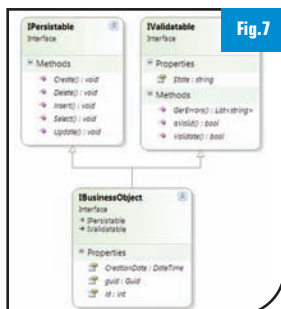 Fig.7
IPersistable
Interface
Methods
Create() : void
Delete() : void
Insert() : void
Select() : void
Update() : void
IValidatable
Interface
Properties
State : string
Methods
GerErrors() : List<string>
isValid() : bool
Validate() : bool
IBusinessObject
Interface
IPersistable
IValidatable
Properties
CreationDate : DateTime
guid : Guid
id : int